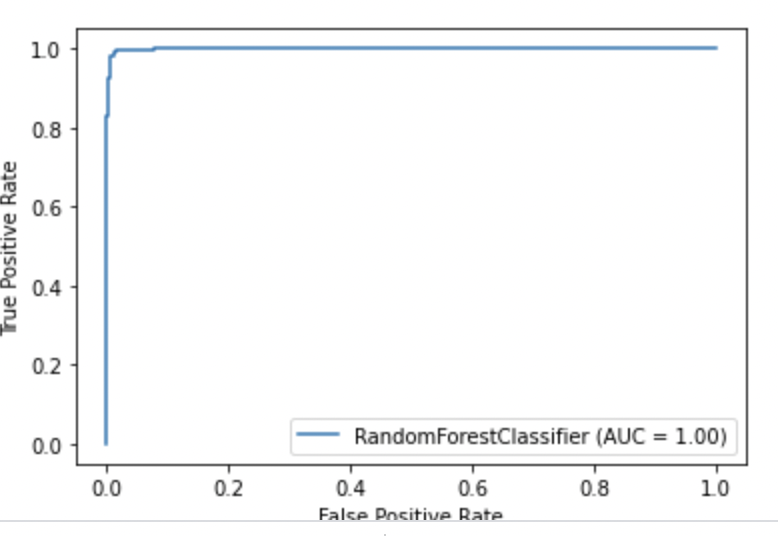 1.0
0.8
0.6
0.4
0.2
0.0
True Positive Rate
RandomForestClassifier (AUC = 1.00)
0.0 0.2 0.4 0.6 0.8 1.0
False Positive Rate